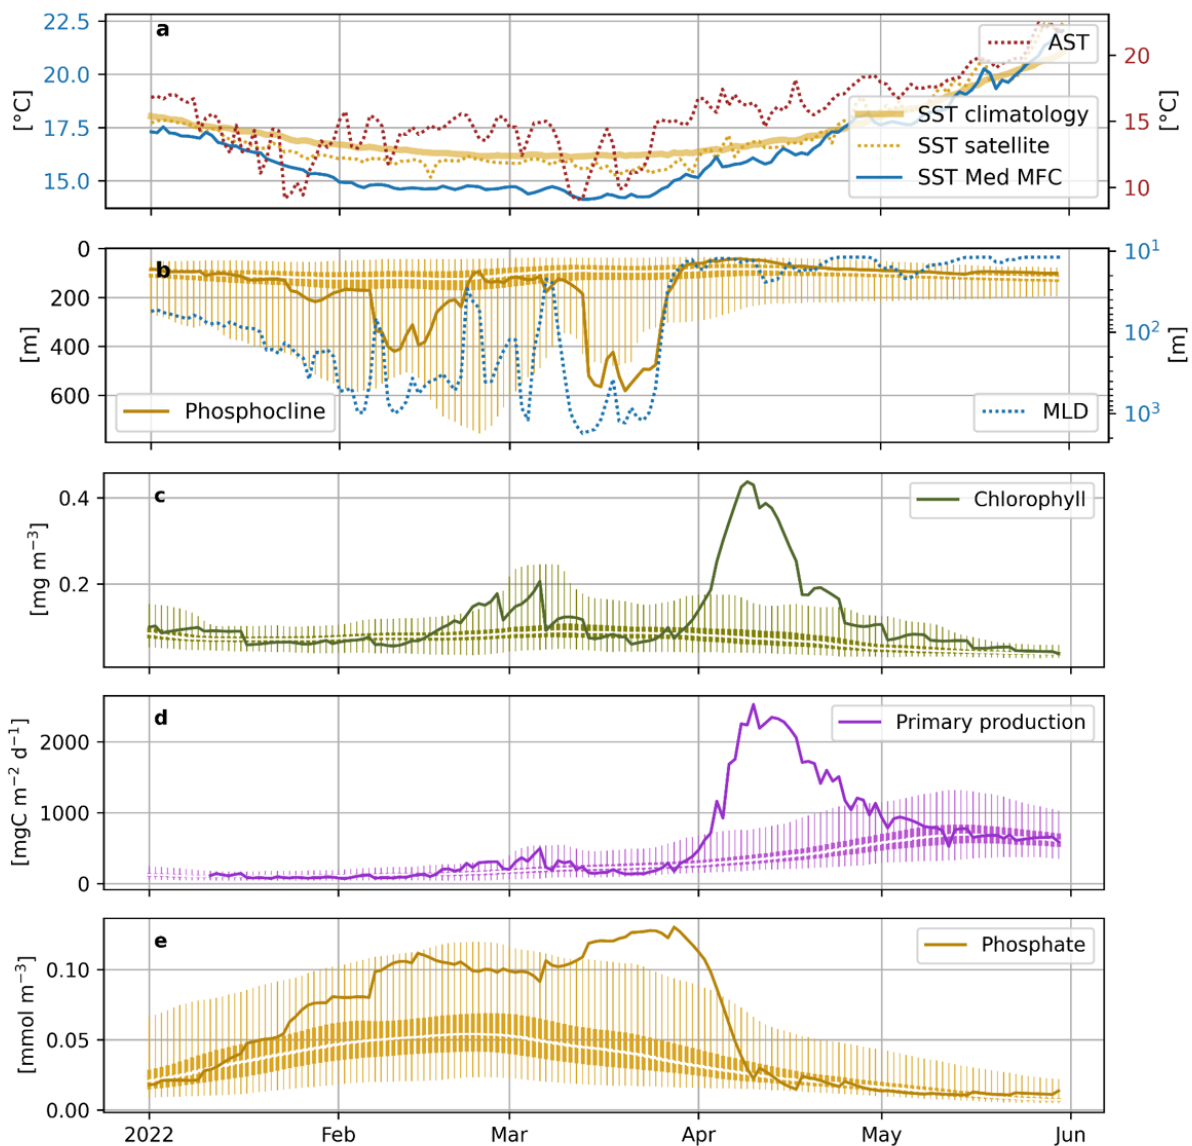 a
22.5
20.0
17.5
15.0
[°C]
AST
SST climatology
SST satellite
SST Med MFC
20
15
10
[°C]
b
0
200
400
600
[m]
Phosphocline
MLD
10¹
10²
10³
[m]
c
0.4
0.2
[mg m⁻³]
Chlorophyll
d
2000
1000
0
[mgC m⁻² d⁻¹]
Primary production
e
0.10
0.05
0.00
[mmol m⁻³]
Phosphate
2022 Feb Mar Apr May Jun